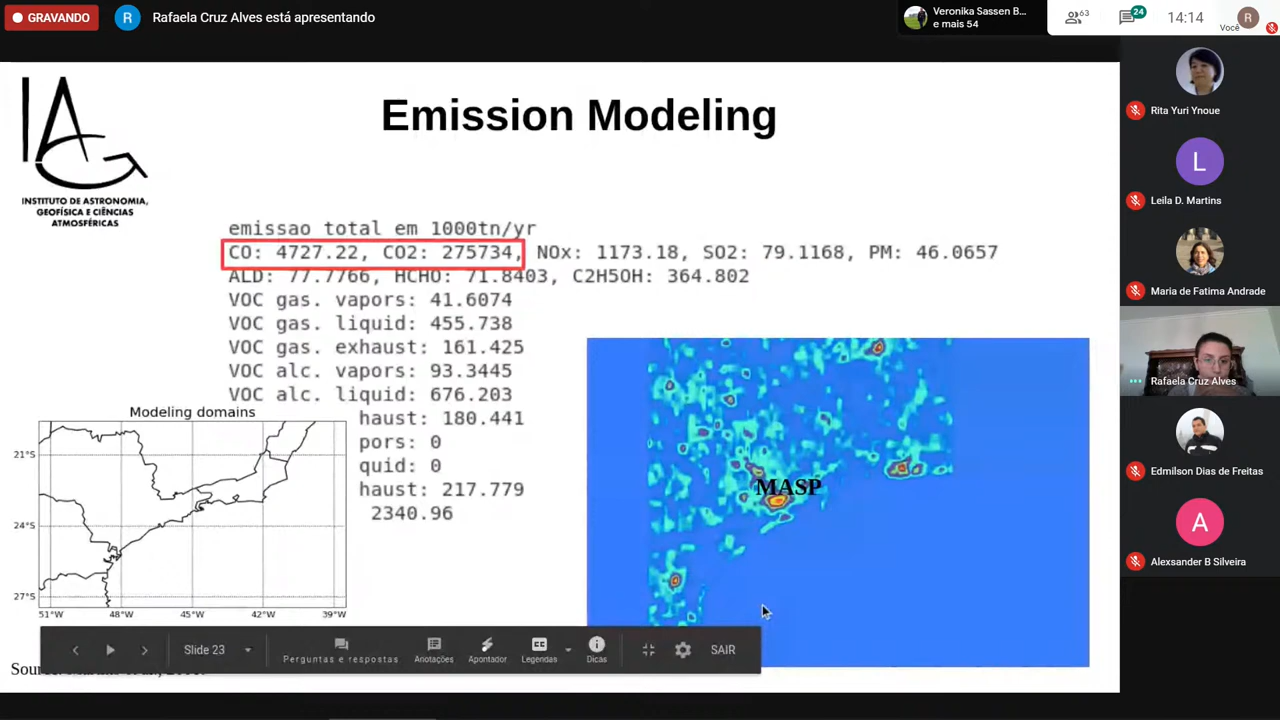 GRAVANDO
R
Rafaela Cruz Alves está apresentando
Veronika Sassen B...
e mais 54
63
24
14:14
R
Você
Emission Modeling
IAG
INSTITUTO DE ASTRONOMIA,
GEOFÍSICA E CIÊNCIAS
ATMOSFÉRICAS
emissao total em 1000tn/yr
CO: 4727.22, CO2: 275734, NOx: 1173.18, SO2: 79.1168, PM: 46.0657
ALD: 77.7766, HCHO: 71.8403, C2H5OH: 364.802
VOC gas. vapors: 41.6074
VOC gas. liquid: 455.738
VOC gas. exhaust: 161.425
VOC alc. vapors: 93.3445
VOC alc. liquid: 676.203
haust: 180.441
pors: 0
quid: 0
haust: 217.779
2340.96
Modeling domains
21°S
24°S
27°S
51°W 48°W 45°W 42°W 39°W
MASP
Slide 23
Perguntas e respostas
Anotações
Apontador
Legendas
Dicas
SAIR
Rita Yuri Ynoue
L
Leila D. Martins
Maria de Fatima Andrade
Rafaela Cruz Alves
Edmilson Dias de Freitas
A
Alexsander B Silveira